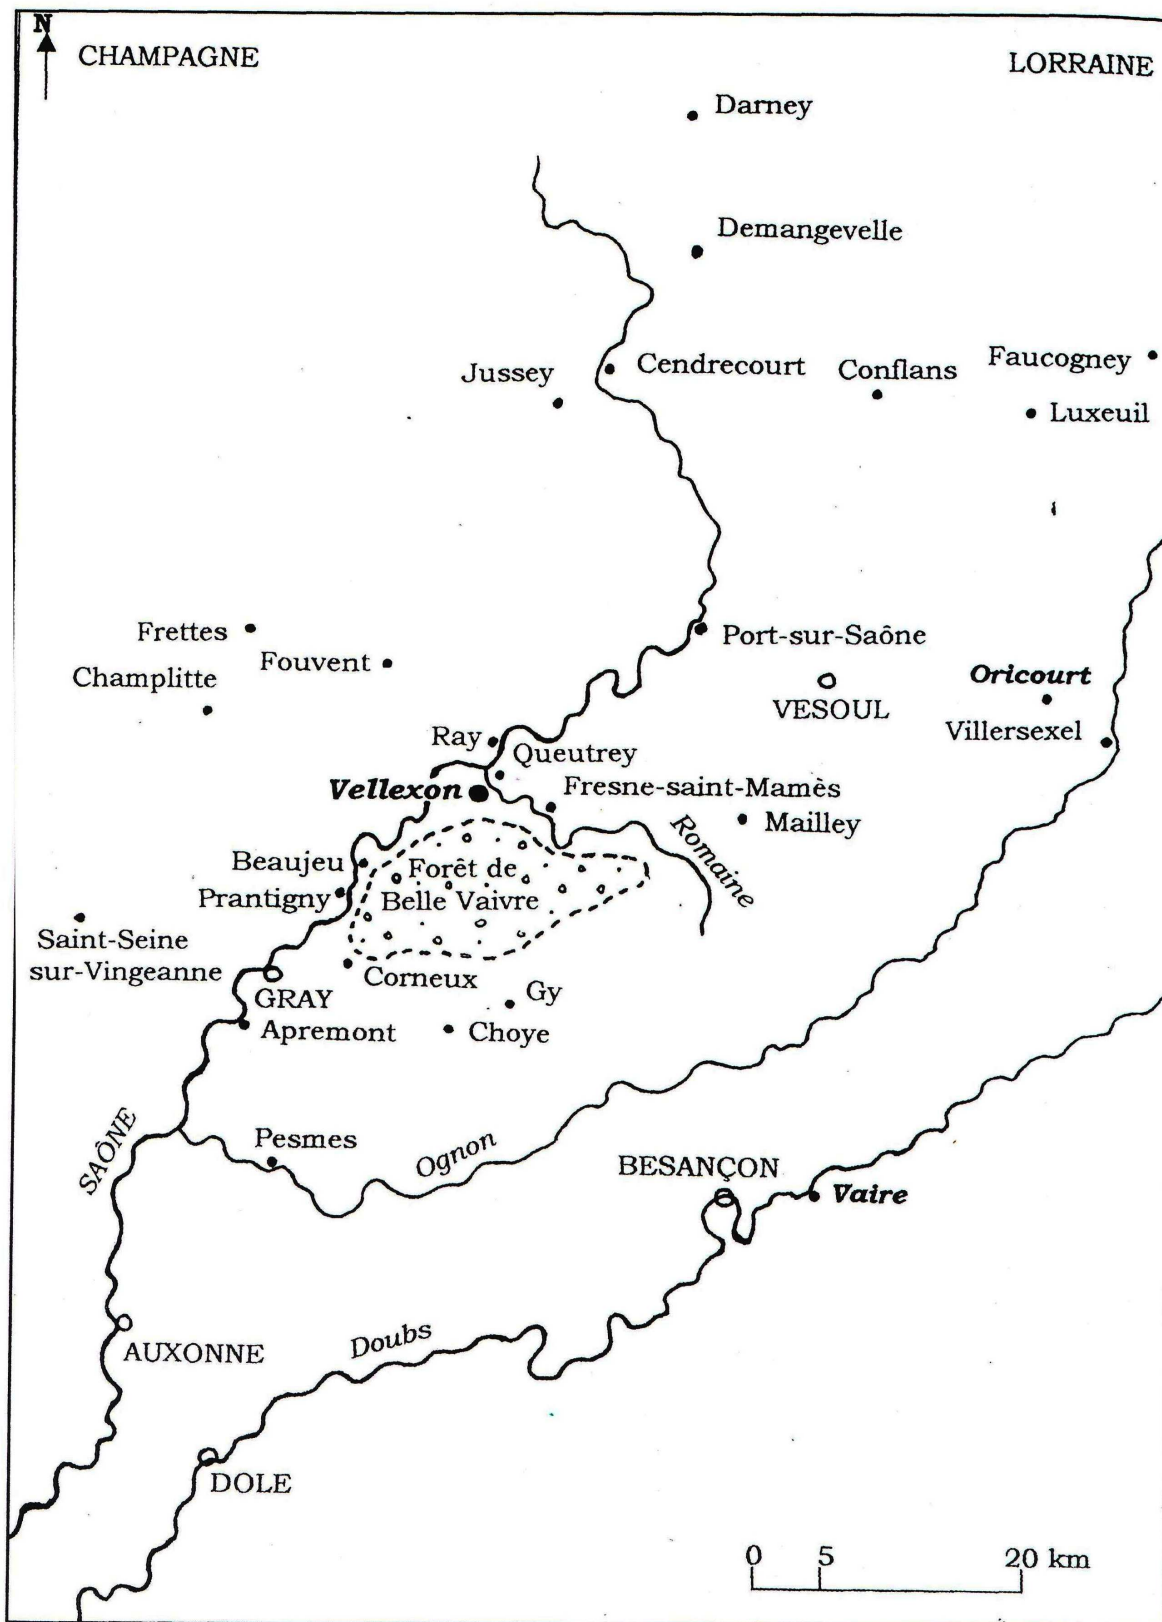 N
CHAMPAGNE
LORRAINE
Darney
Demangevelle
Jussey
Cendrecourt
Conflans
Faucogney
Luxeuil
Frettes
Fouvent
Champlitte
Port-sur-Saône
VESOUL
Oricourt
Villersexel
Ray
Queutrey
Vellexon
Fresne-saint-Mamès
Mailley
Romaine
Beaujeu
Prantigny
Forêt de
Belle Vaivre
Saint-Seine
sur-Vingeanne
GRAY
Corneux
Gy
Apremont
Choye
SAÔNE
Pesmes
Ognon
BESANÇON
Vaire
AUXONNE
Doubs
DOLE
0 5 20 km